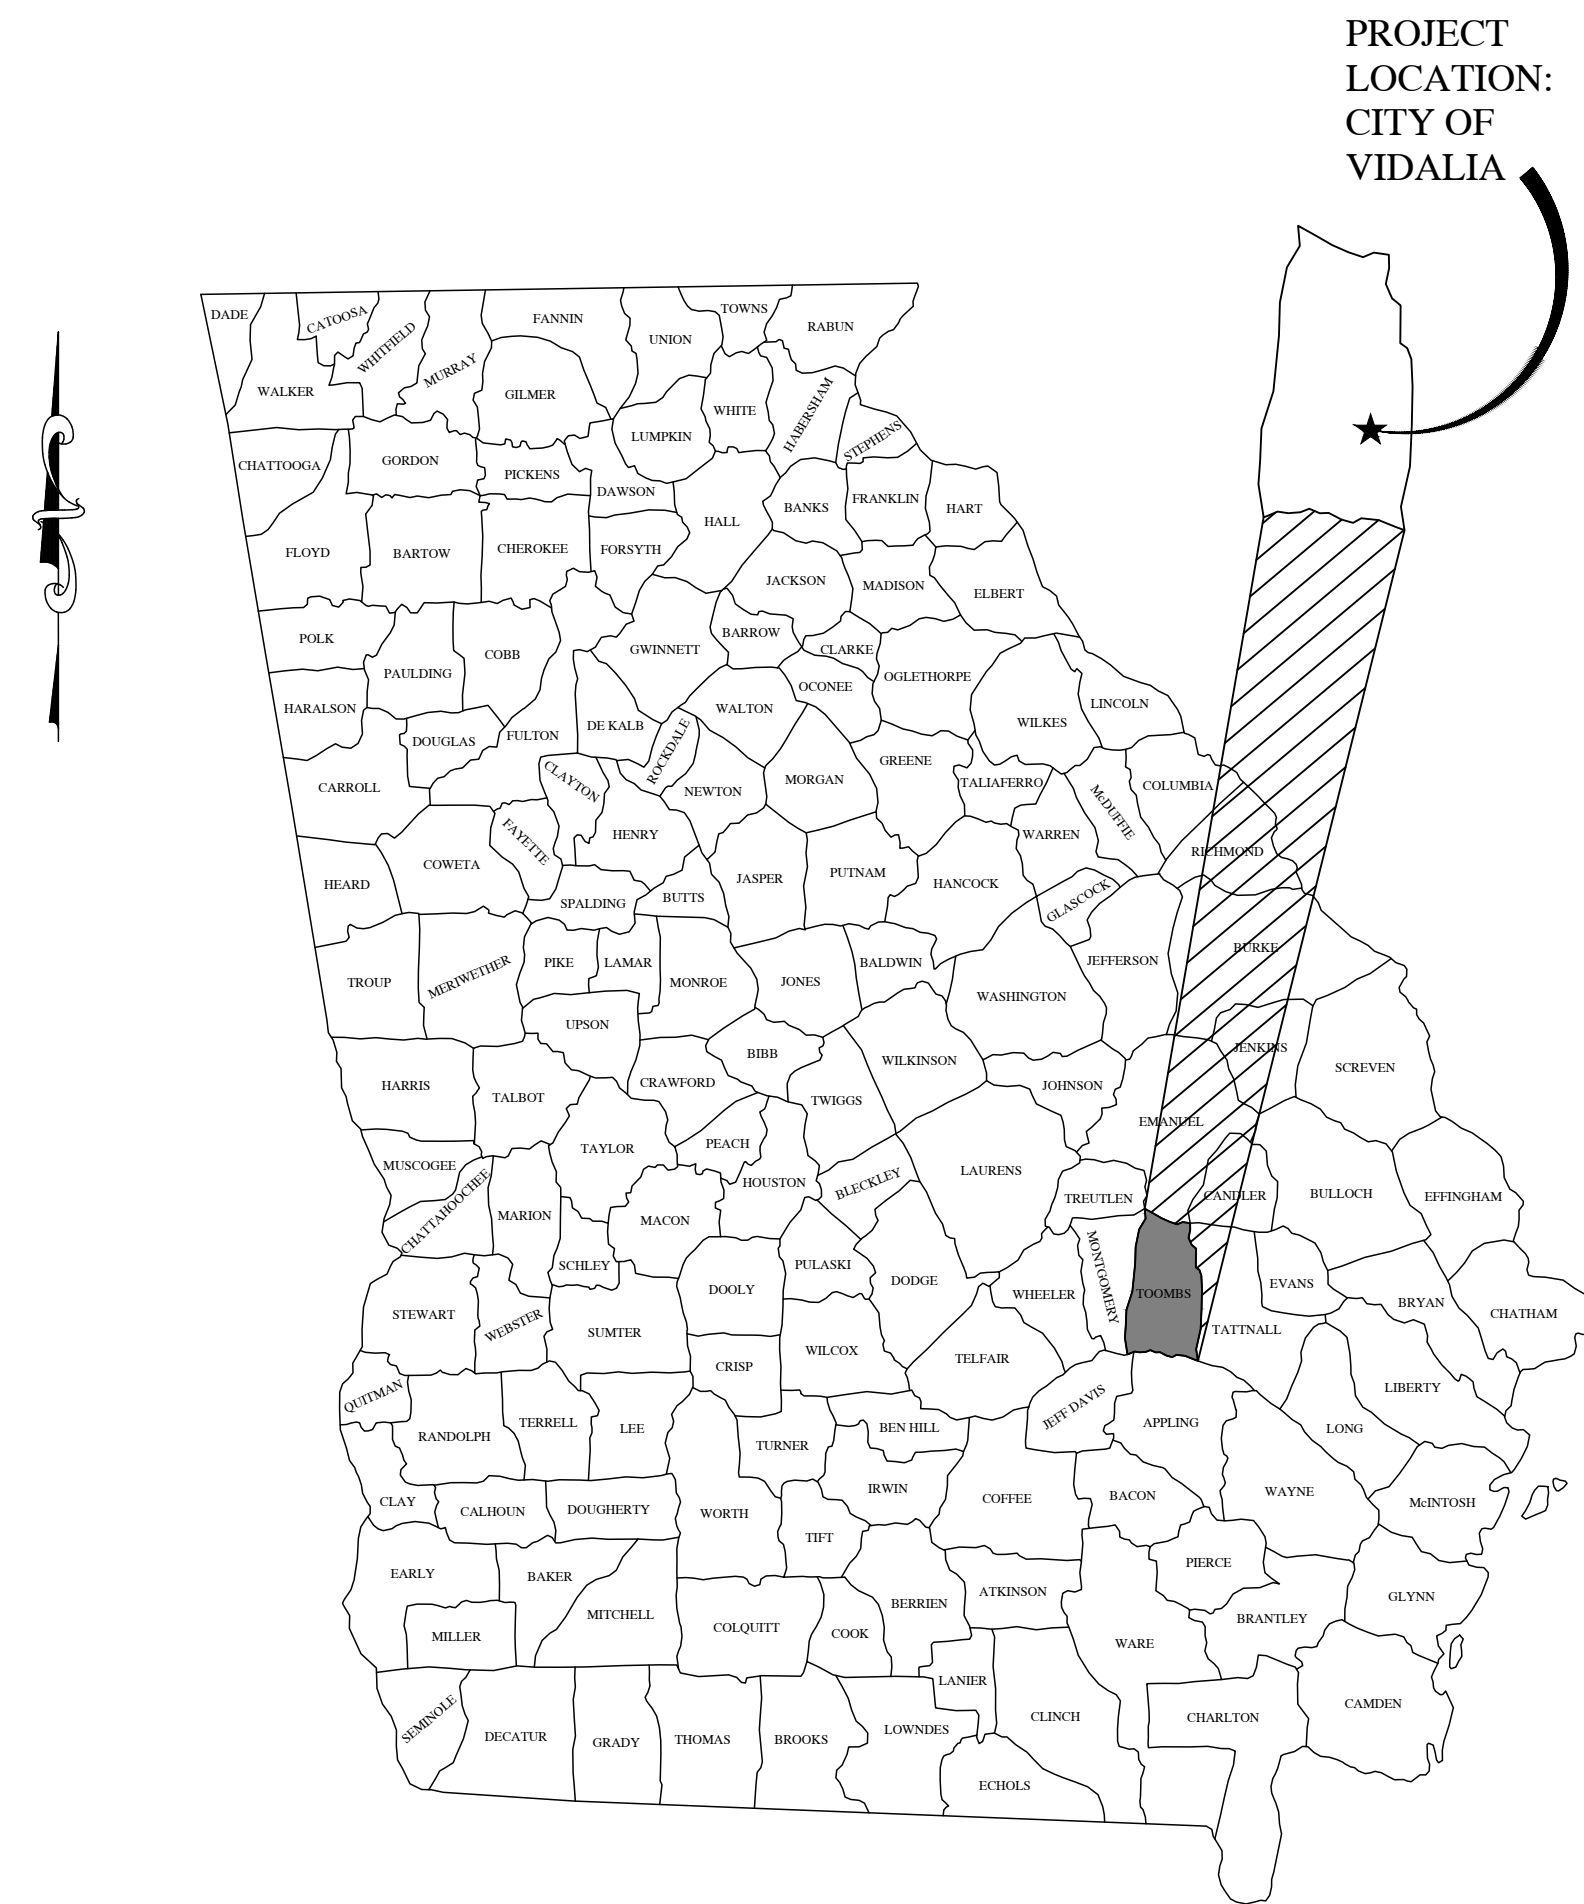 PROJECT
LOCATION:
CITY OF
VIDALIA
DADE
CATOOSA
WHITFIELD
MURRAY
FANNIN
UNION
TOWNS
RABUN
WALKER
GILMER
LUMPKIN
WHITE
HABERSHAM
STEPHENS
CHATTOOGA
GORDON
PICKENS
DAWSON
HALL
BANKS
FRANKLIN
HART
FLOYD
BARTOW
CHEROKEE
FORSYTH
JACKSON
MADISON
ELBERT
POLK
PAULDING
COBB
GWINNETT
BARROW
CLARKE
OCONEE
OGLETHORPE
HARALSON
DOUGLAS
FULTON
DE KALB
ROCKDALE
WALTON
WILKES
LINCOLN
CARROLL
CLAYTON
NEWTON
MORGAN
GREENE
TALIAFERRO
McDUFFIE
COLUMBIA
HEARD
COWETA
FAYETTE
HENRY
JASPER
PUTNAM
HANCOCK
WARREN
GLASCOCK
RICHMOND
SPALDING
BUTTS
TROUP
MERIWETHER
PIKE
LAMAR
MONROE
JONES
BALDWIN
WASHINGTON
JEFFERSON
BURKE
UPSON
BIBB
WILKINSON
JOHNSON
JENKINS
SCREVEN
HARRIS
TALBOT
CRAWFORD
TWIGGS
EMANUEL
MUSCOGEE
CHATTAHOOCHEE
MARION
TAYLOR
PEACH
HOUSTON
BLECKLEY
LAURENS
TREUTLEN
CANDLER
BULLOCH
EFFINGHAM
MACON
SCHLEY
STEWART
WEBSTER
SUMTER
DOOLY
PULASKI
DODGE
WHEELER
MONTGOMERY
TOOMBS
TATTNALL
EVANS
BRYAN
CHATHAM
QUITMAN
RANDOLPH
TERRELL
LEE
CRISP
WILCOX
TELFAIR
JEFF DAVIS
APPLING
LONG
LIBERTY
CLAY
CALHOUN
DOUGHERTY
WORTH
TURNER
BEN HILL
IRWIN
TIFT
COFFEE
BACON
WAYNE
McINTOSH
EARLY
BAKER
MITCHELL
MILLER
COLQUITT
COOK
BERRIEN
ATKINSON
WARE
PIERCE
BRANTLEY
GLYNN
SEMINOLE
DECATUR
GRADY
THOMAS
BROOKS
LOWNDES
LANIER
CLINCH
ECHOLS
CHARLTON
CAMDEN